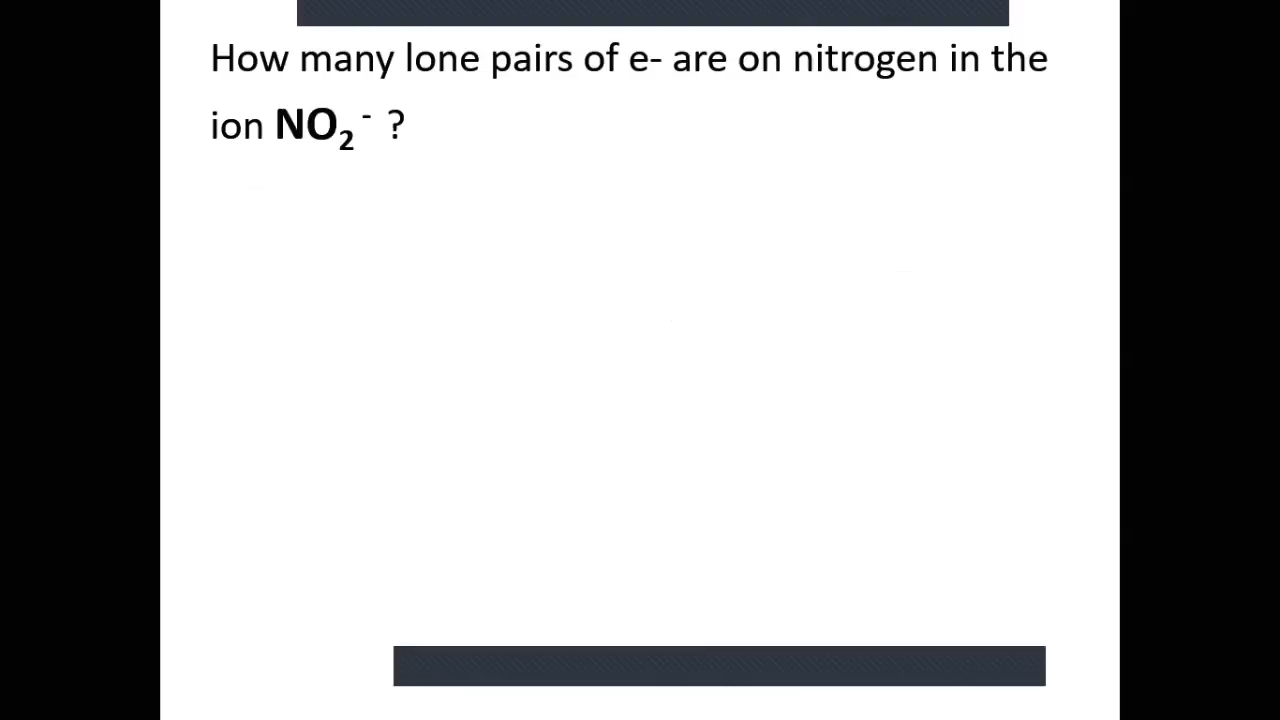 How many lone pairs of e- are on nitrogen in the
ion NO₂⁻ ?